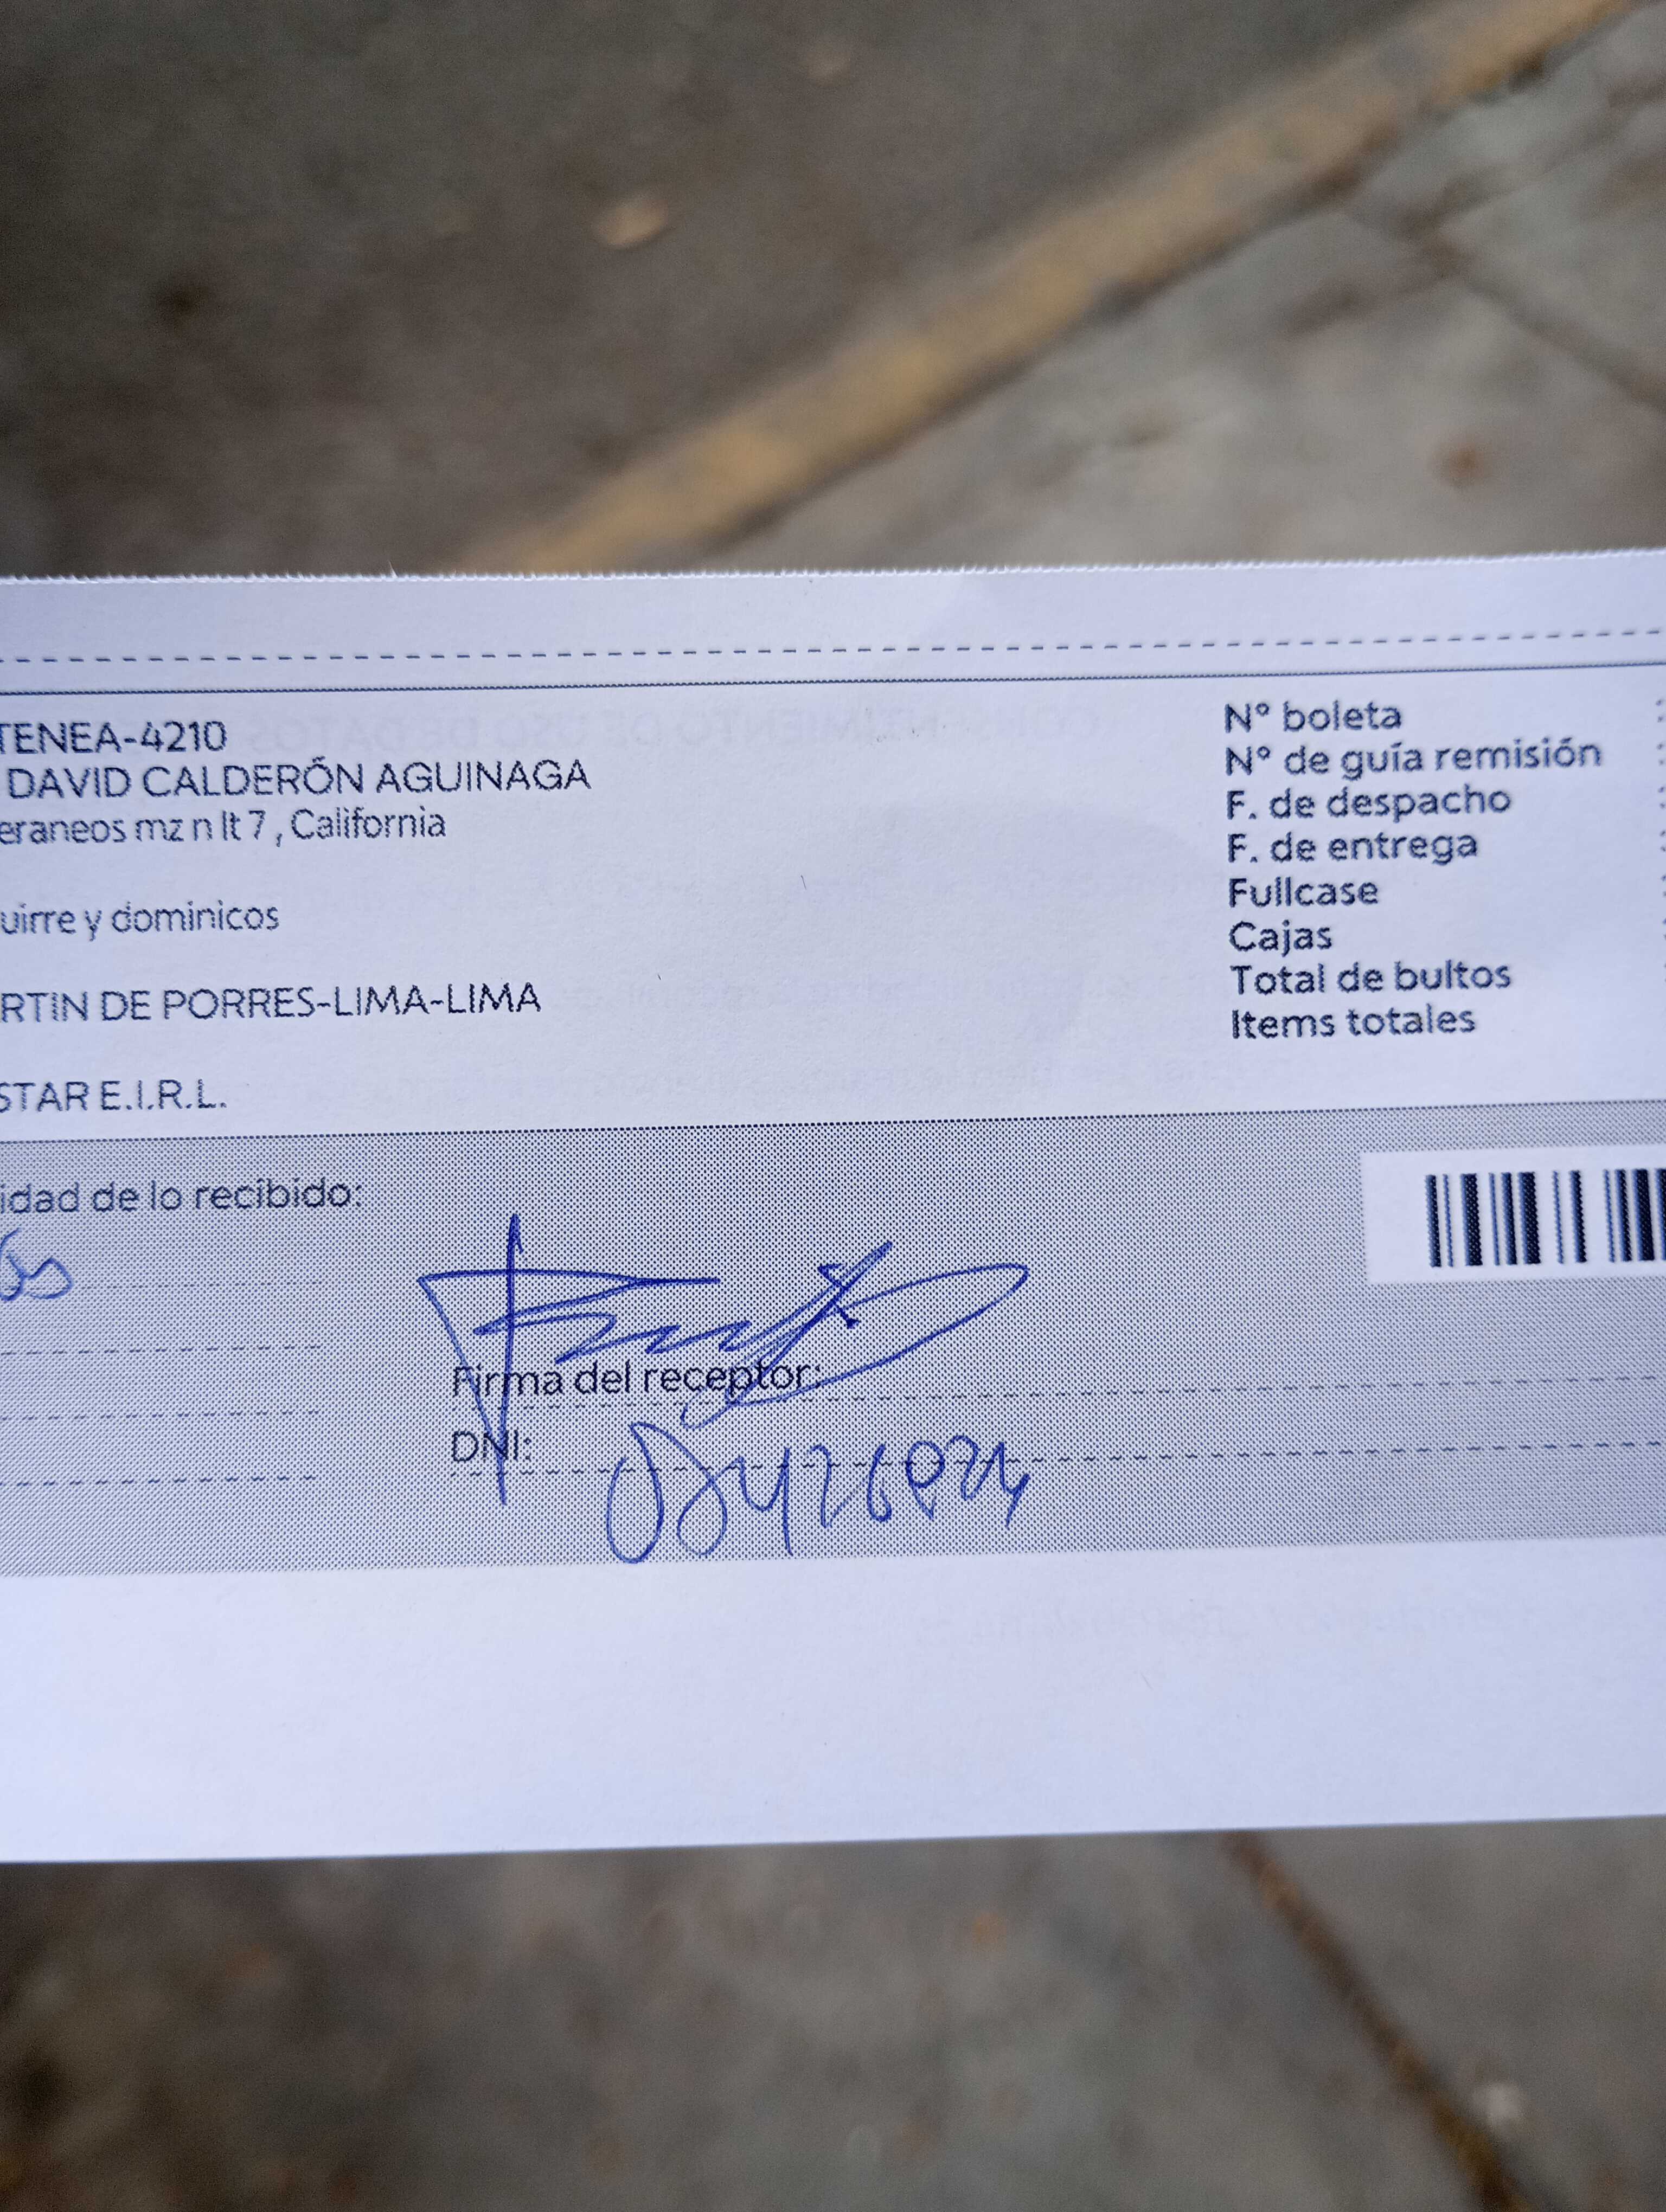 TENEA-4210
DAVID CALDERÓN AGUINAGA
eraneos mz n lt 7, California
uirre y dominicos
RTIN DE PORRES-LIMA-LIMA
STAR E.I.R.L.
N° boleta
N° de guía remisión
F. de despacho
F. de entrega
Fullcase
Cajas
Total de bultos
Items totales
idad de lo recibido:
Firma del receptor:
DNI: